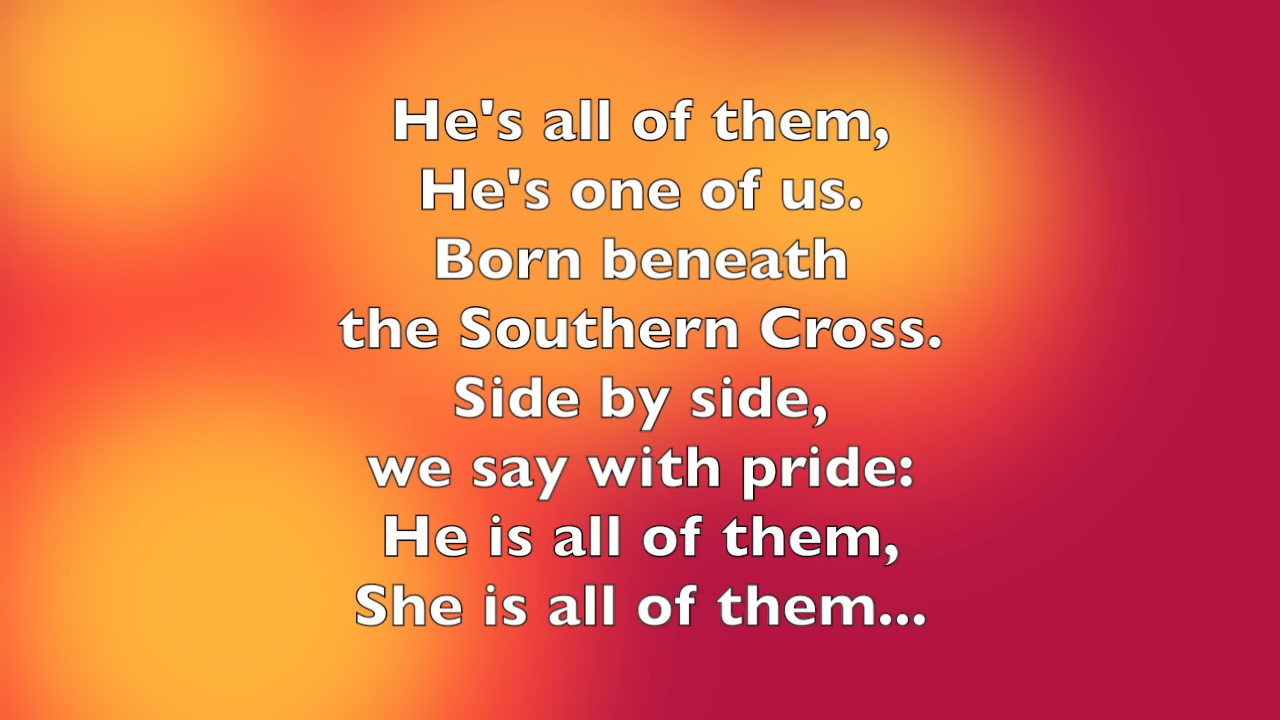 He's all of them,
He's one of us.
Born beneath
the Southern Cross.
Side by side,
we say with pride:
He is all of them,
She is all of them...